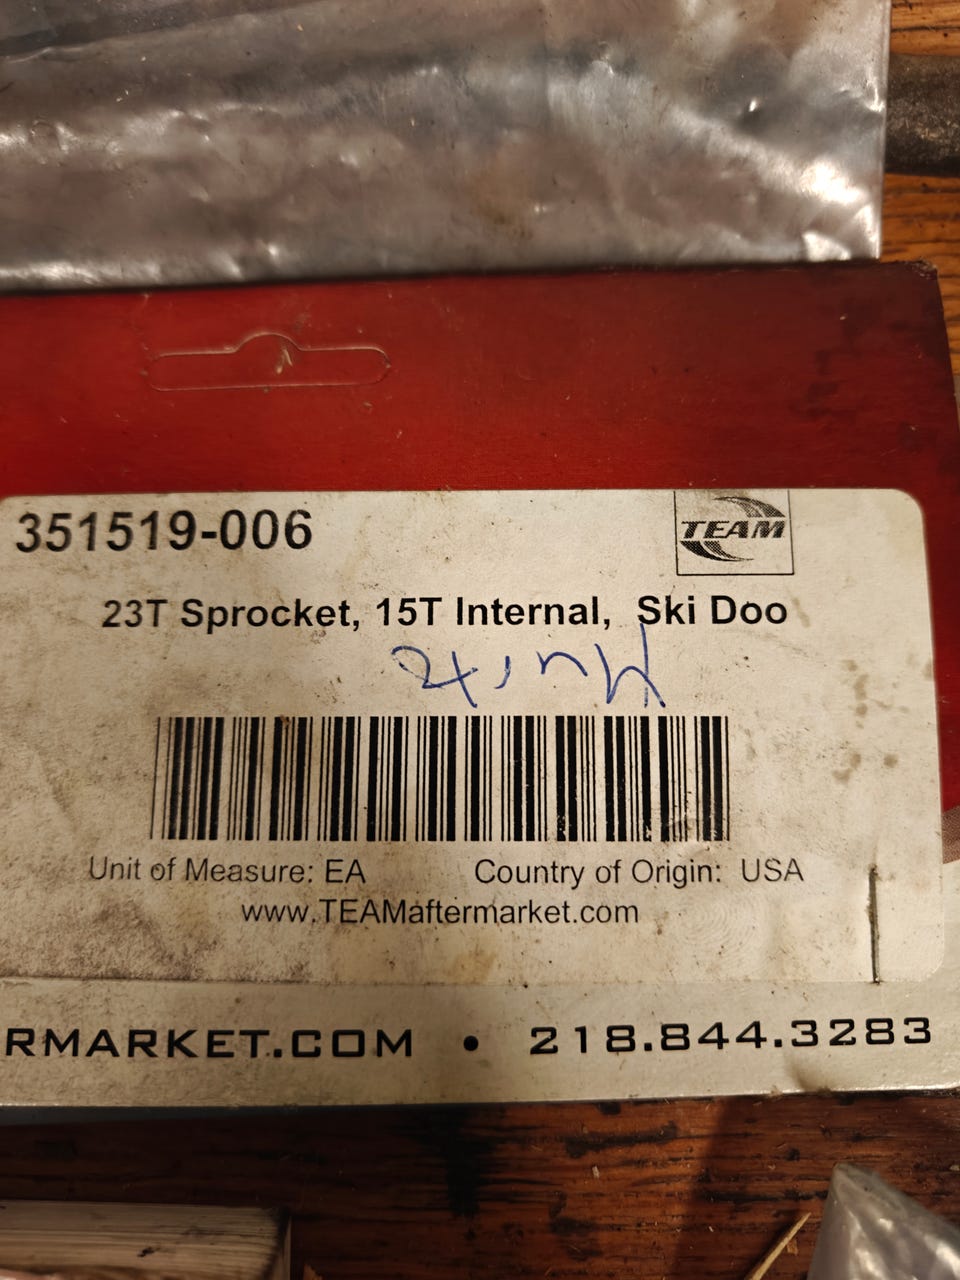 351519-006
TEAM
23T Sprocket, 15T Internal, Ski Doo
Unit of Measure: EA Country of Origin: USA
www.TEAMaftermarket.com
RMARKET.COM • 218.844.3283